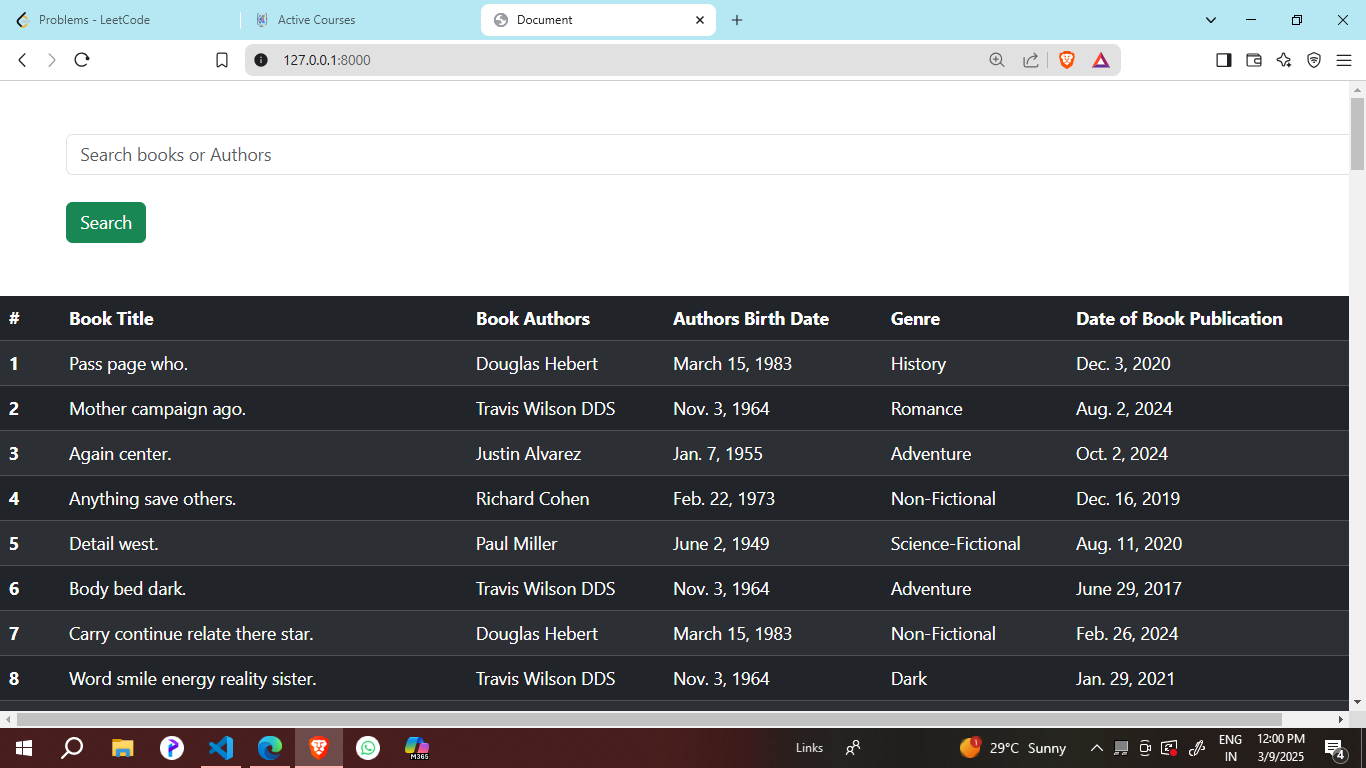 Problems - LeetCode Active Courses Document
127.0.0.1:8000
Search books or Authors
Search
# Book Title Book Authors Authors Birth Date Genre Date of Book Publication
1 Pass page who. Douglas Hebert March 15, 1983 History Dec. 3, 2020
2 Mother campaign ago. Travis Wilson DDS Nov. 3, 1964 Romance Aug. 2, 2024
3 Again center. Justin Alvarez Jan. 7, 1955 Adventure Oct. 2, 2024
4 Anything save others. Richard Cohen Feb. 22, 1973 Non-Fictional Dec. 16, 2019
5 Detail west. Paul Miller June 2, 1949 Science-Fictional Aug. 11, 2020
6 Body bed dark. Travis Wilson DDS Nov. 3, 1964 Adventure June 29, 2017
7 Carry continue relate there star. Douglas Hebert March 15, 1983 Non-Fictional Feb. 26, 2024
8 Word smile energy reality sister. Travis Wilson DDS Nov. 3, 1964 Dark Jan. 29, 2021
M365 Links 1 29°C Sunny ENG 12:00 PM
IN 3/9/2025 4